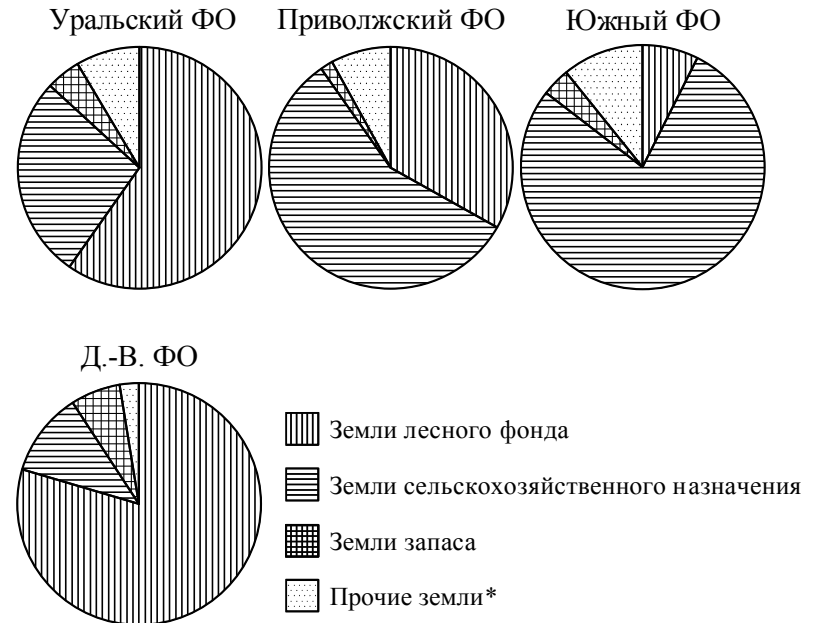 Уральский ФО
Приволжский ФО
Южный ФО
Д.-В. ФО
Земли лесного фонда
Земли сельскохозяйственного назначения
Земли запаса
Прочие земли*